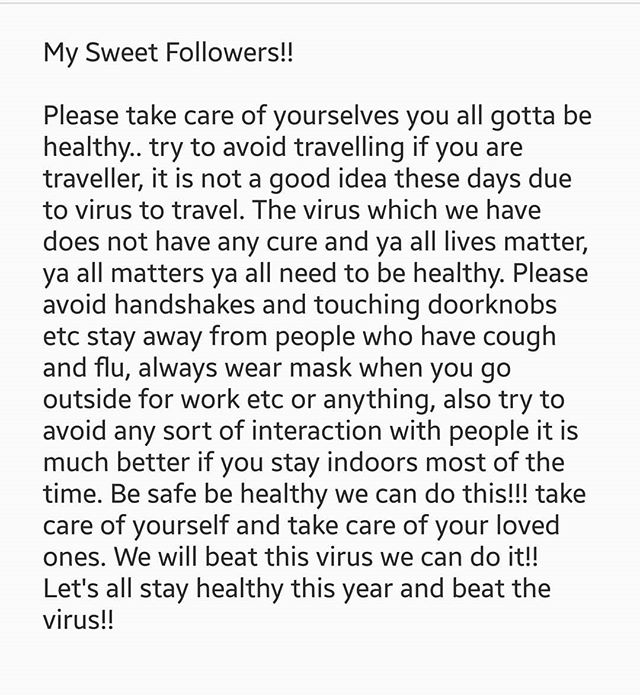 My Sweet Followers!!
Please take care of yourselves you all gotta be
healthy.. try to avoid travelling if you are
traveller, it is not a good idea these days due
to virus to travel. The virus which we have
does not have any cure and ya all lives matter,
ya all matters ya all need to be healthy. Please
avoid handshakes and touching doorknobs
etc stay away from people who have cough
and flu, always wear mask when you go
outside for work etc or anything, also try to
avoid any sort of interaction with people it is
much better if you stay indoors most of the
time. Be safe be healthy we can do this!!! take
care of yourself and take care of your loved
ones. We will beat this virus we can do it!!
Let's all stay healthy this year and beat the
virus!!